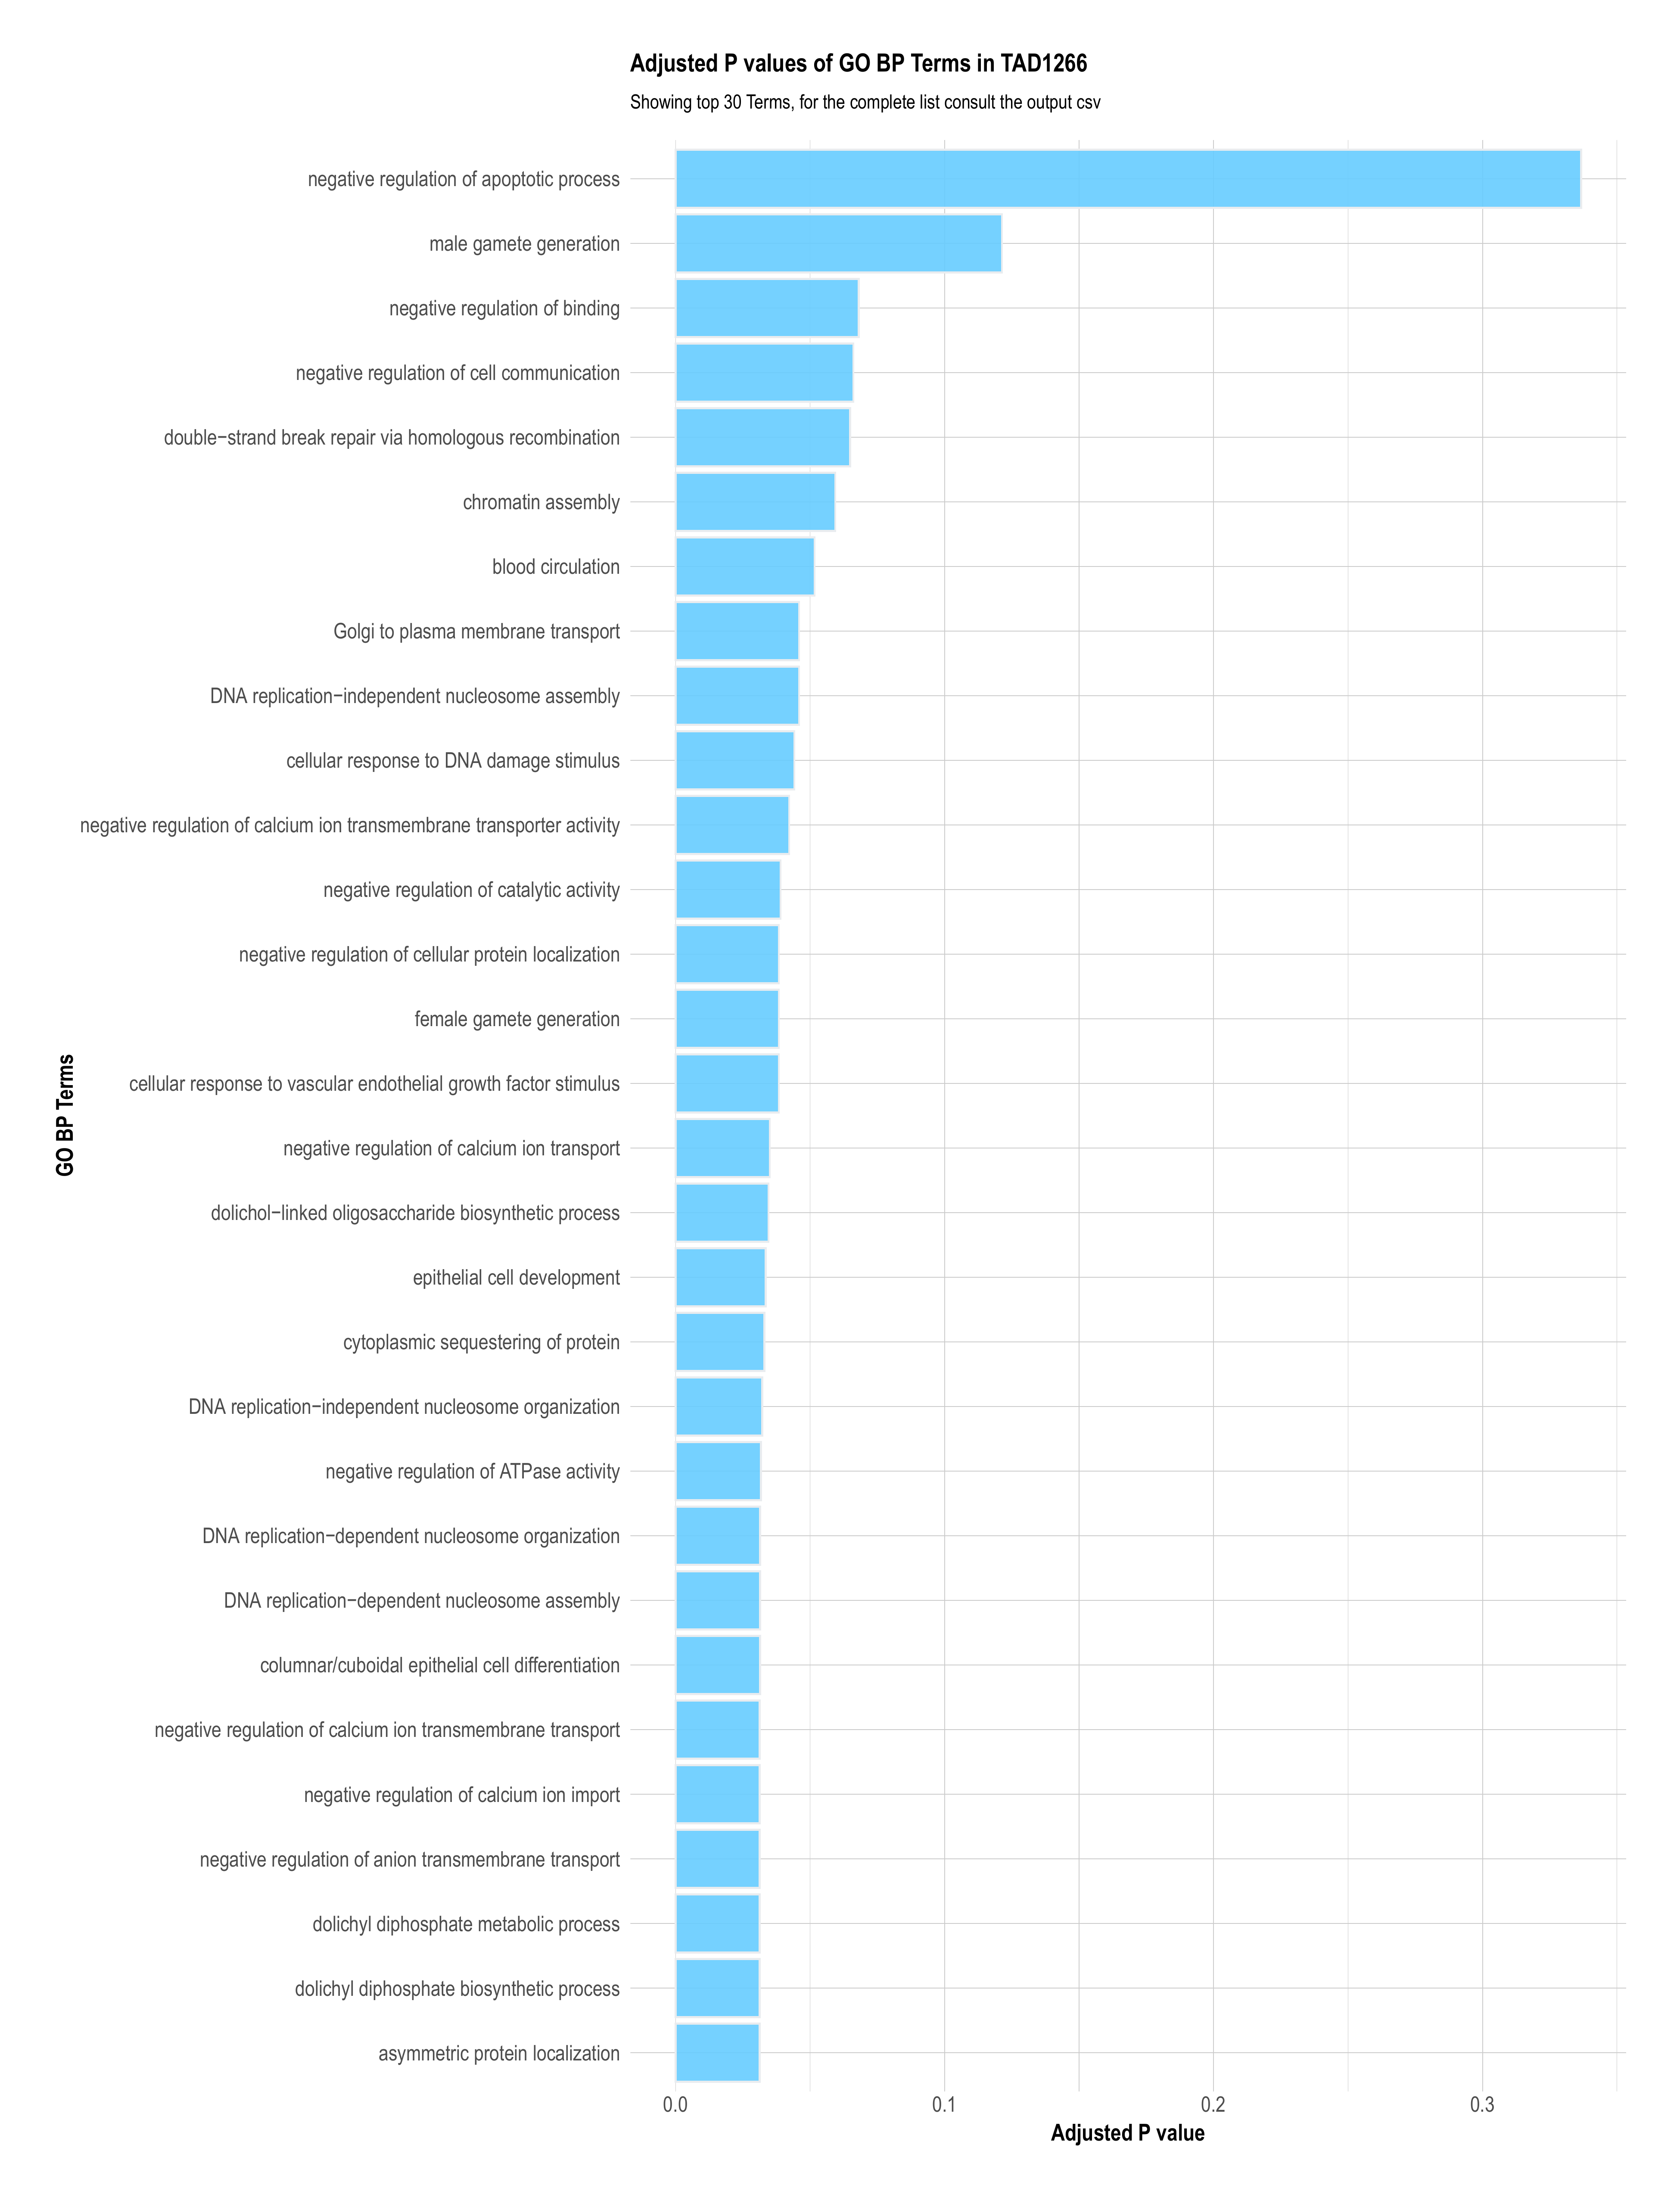 Adjusted P values of GO BP Terms in TAD1266
Showing top 30 Terms, for the complete list consult the output csv
GO BP Terms
negative regulation of apoptotic process
male gamete generation
negative regulation of binding
negative regulation of cell communication
double−strand break repair via homologous recombination
chromatin assembly
blood circulation
Golgi to plasma membrane transport
DNA replication−independent nucleosome assembly
cellular response to DNA damage stimulus
negative regulation of calcium ion transmembrane transporter activity
negative regulation of catalytic activity
negative regulation of cellular protein localization
female gamete generation
cellular response to vascular endothelial growth factor stimulus
negative regulation of calcium ion transport
dolichol−linked oligosaccharide biosynthetic process
epithelial cell development
cytoplasmic sequestering of protein
DNA replication−independent nucleosome organization
negative regulation of ATPase activity
DNA replication−dependent nucleosome organization
DNA replication−dependent nucleosome assembly
columnar/cuboidal epithelial cell differentiation
negative regulation of calcium ion transmembrane transport
negative regulation of calcium ion import
negative regulation of anion transmembrane transport
dolichyl diphosphate metabolic process
dolichyl diphosphate biosynthetic process
asymmetric protein localization
0.0 0.1 0.2 0.3
Adjusted P value